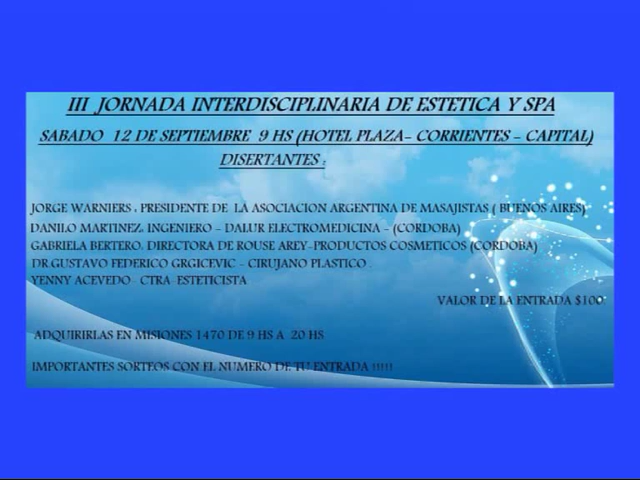 III JORNADA INTERDISCIPLINARIA DE ESTETICA Y SPA
SABADO 12 DE SEPTIEMBRE 9 HS (HOTEL PLAZA- CORRIENTES - CAPITAL)
DISERTANTES :
JORGE WARNIERS : PRESIDENTE DE LA ASOCIACION ARGENTINA DE MASAJISTAS ( BUENOS AIRES)
DANILO MARTINEZ: INGENIERO - DALUR ELECTROMEDICINA - (CORDOBA)
GABRIELA BERTERO: DIRECTORA DE ROUSE AREY-PRODUCTOS COSMETICOS (CORDOBA)
DR.GUSTAVO FEDERICO GRGICEVIC - CIRUJANO PLASTICO .
YENNY ACEVEDO- CTRA-ESTETICISTA
VALOR DE LA ENTRADA $100
ADQUIRIRLAS EN MISIONES 1470 DE 9 HS A 20 HS
IMPORTANTES SORTEOS CON EL NUMERO DE TU ENTRADA !!!!!